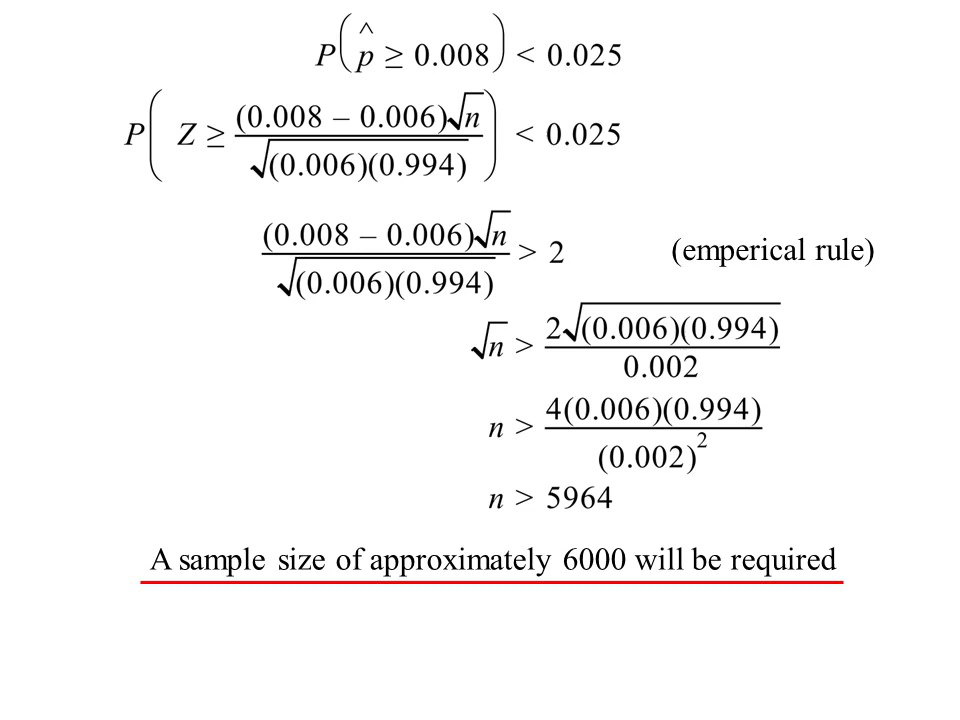 P(p̂ ≥ 0.008) < 0.025
P( Z ≥ (0.008 – 0.006)√n / √(0.006)(0.994) ) < 0.025
(0.008 – 0.006)√n / √(0.006)(0.994) > 2 (emperical rule)
√n > 2√(0.006)(0.994) / 0.002
n > 4(0.006)(0.994) / (0.002)²
n > 5964
A sample size of approximately 6000 will be required